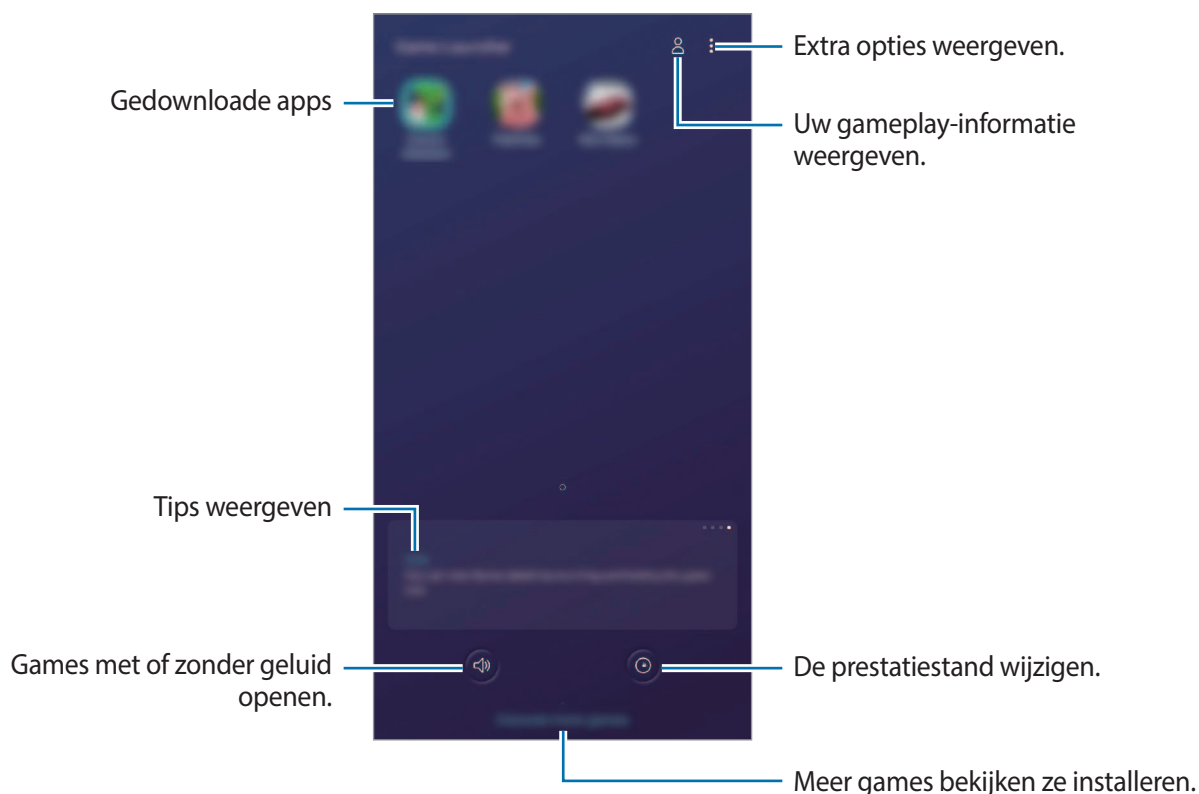 Extra opties weergeven.
Gedownloade apps
Uw gameplay-informatie
weergeven.
Tips weergeven
Games met of zonder geluid
openen.
De prestatiestand wijzigen.
Meer games bekijken ze installeren.